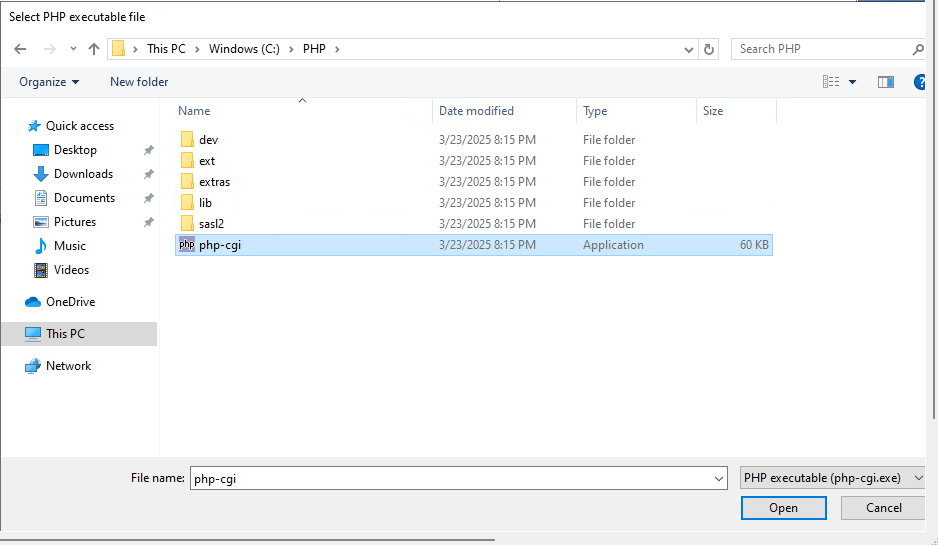 Select PHP executable file
This PC > Windows (C:) > PHP >
Search PHP
Organize
New folder
?
Name Date modified Type Size
Quick access
Desktop
Downloads
Documents
Pictures
Music
Videos
OneDrive
This PC
Network
dev 3/23/2025 8:15 PM File folder
ext 3/23/2025 8:15 PM File folder
extras 3/23/2025 8:15 PM File folder
lib 3/23/2025 8:15 PM File folder
sasl2 3/23/2025 8:15 PM File folder
php php-cgi 3/23/2025 8:15 PM Application 60 KB
File name: php-cgi PHP executable (php-cgi.exe)
Open Cancel